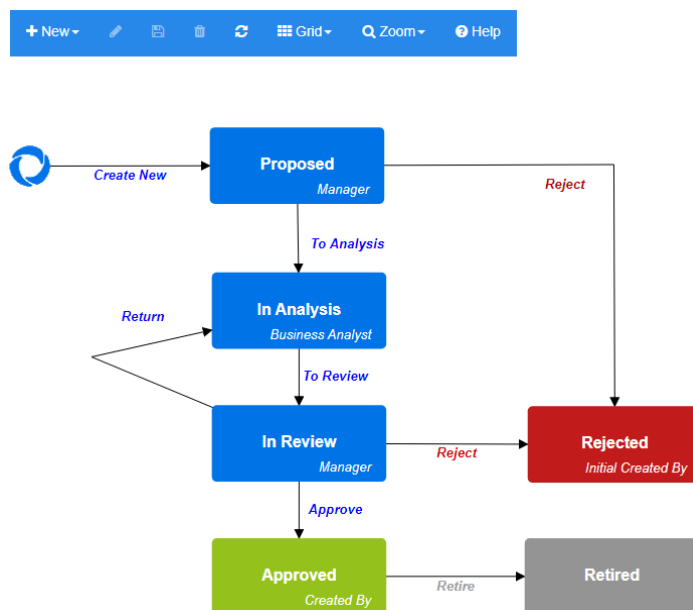 New
Grid
Zoom
Help
Proposed
Manager
Create New
Reject
To Analysis
In Analysis
Business Analyst
Return
To Review
In Review
Manager
Reject
Rejected
Initial Created By
Approve
Approved
Created By
Retire
Retired